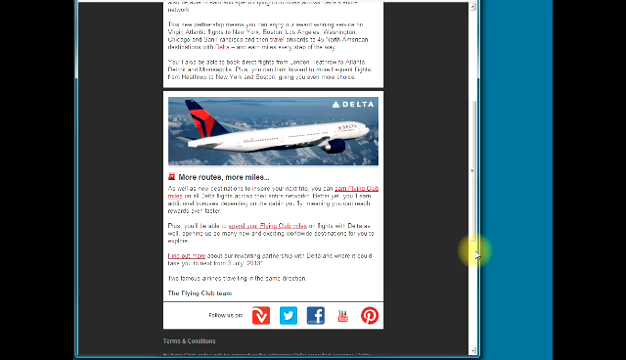 network.
This new partnership means you can enjoy our award winning service on
Virgin Atlantic flights to New York, Boston, Los Angeles, Washington,
Chicago and San Francisco and then travel onwards to 45 North American
destinations with Delta – and earn miles every step of the way.
You'll also be able to book direct flights from London Heathrow to Atlanta,
Detroit and Minneapolis. Plus, you can look forward to more frequent flights
from Heathrow to New York and Boston, giving you even more choice.
DELTA
DELTA
More routes, more miles...
As well as new destinations to inspire your next trip, you can earn Flying Club
miles on all Delta flights across their entire network. Better yet, you'll earn
additional bonuses depending on the cabin you fly, meaning you can reach
rewards even faster.
Plus, you'll be able to spend your Flying Club miles on flights with Delta as
well, opening up so many new and exciting worldwide destinations for you to
explore.
Find out more about our rewarding partnership with Delta and where it could
take you to next from 3 July, 2013*
Two famous airlines travelling in the same direction.
The Flying Club team
Follow us on:
Terms & Conditions